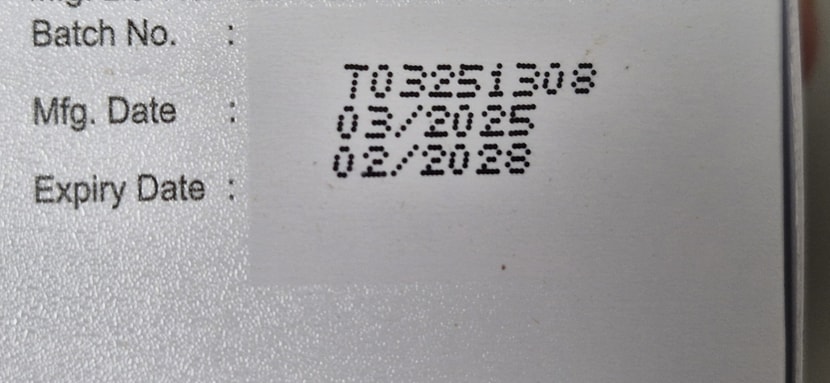 Batch No. : T03251308
Mfg. Date : 03/2025
Expiry Date : 02/2028